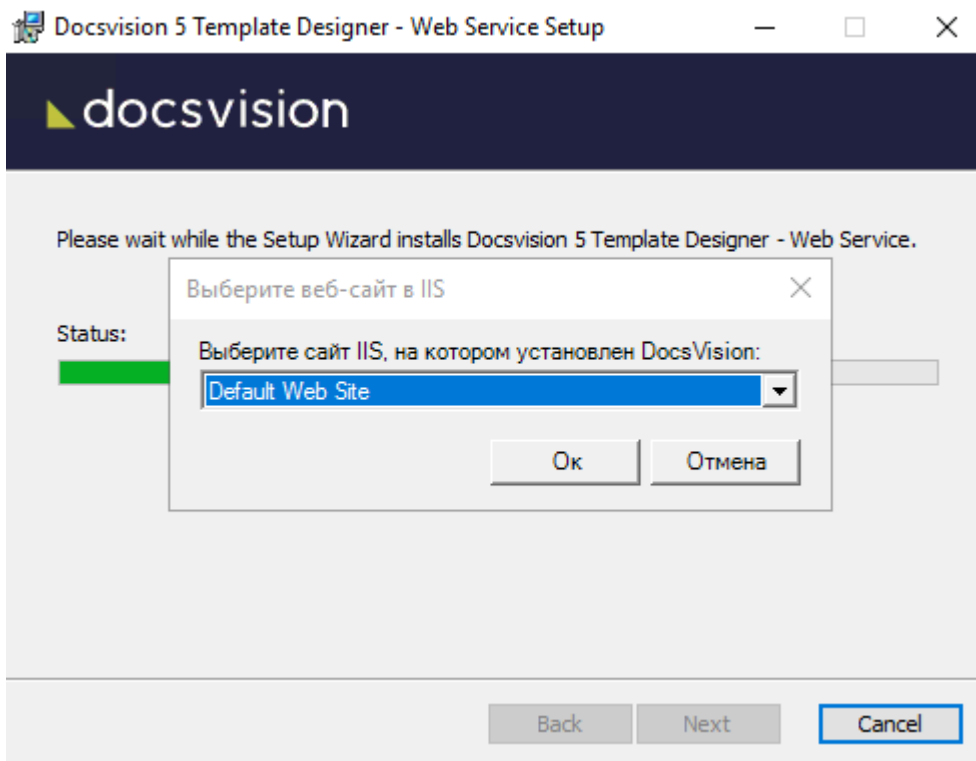 Docsvision 5 Template Designer - Web Service Setup
docsvision
Please wait while the Setup Wizard installs Docsvision 5 Template Designer - Web Service.
Выберите веб-сайт в IIS
Status:
Выберите сайт IIS, на котором установлен DocsVision:
Default Web Site
Ок Отмена
Back Next Cancel